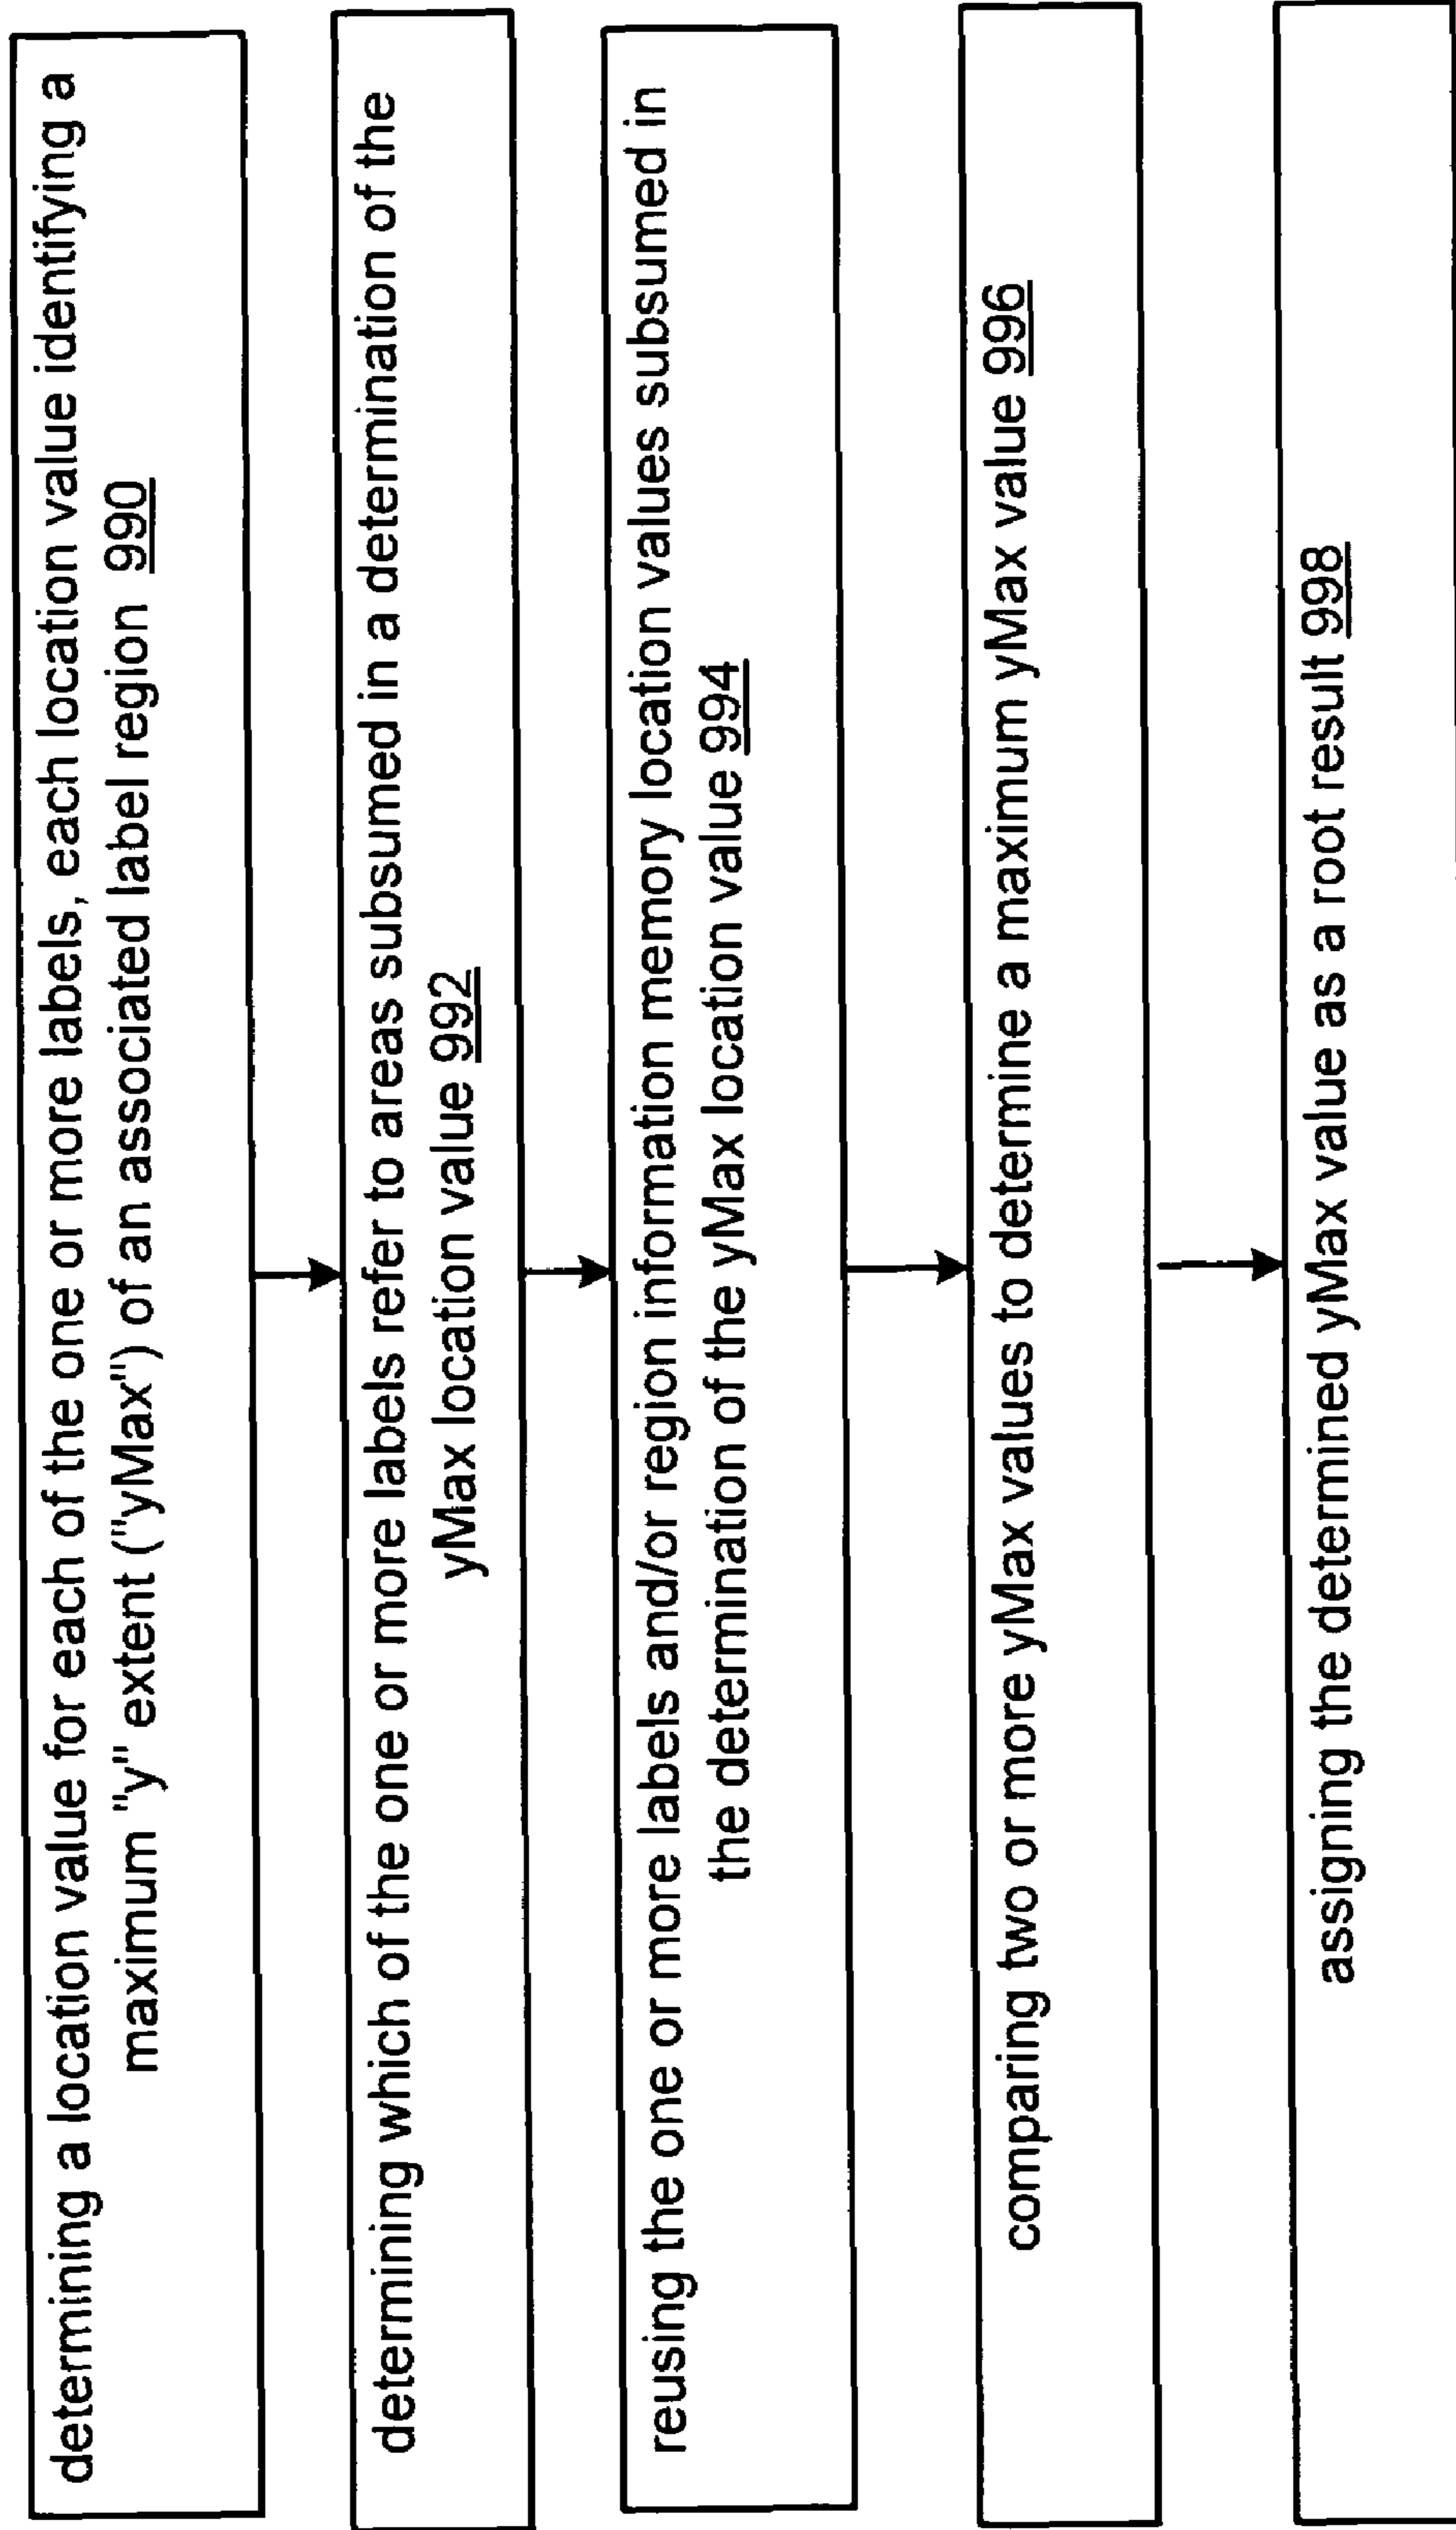 determining a location value for each of the one or more labels, each location value identifying a
maximum "y" extent ("yMax") of an associated label region 990
determining which of the one or more labels refer to areas subsumed in a determination of the
yMax location value 992
reusing the one or more labels and/or region information memory location values subsumed in
the determination of the yMax location value 994
comparing two or more yMax values to determine a maximum yMax value 996
assigning the determined yMax value as a root result 998